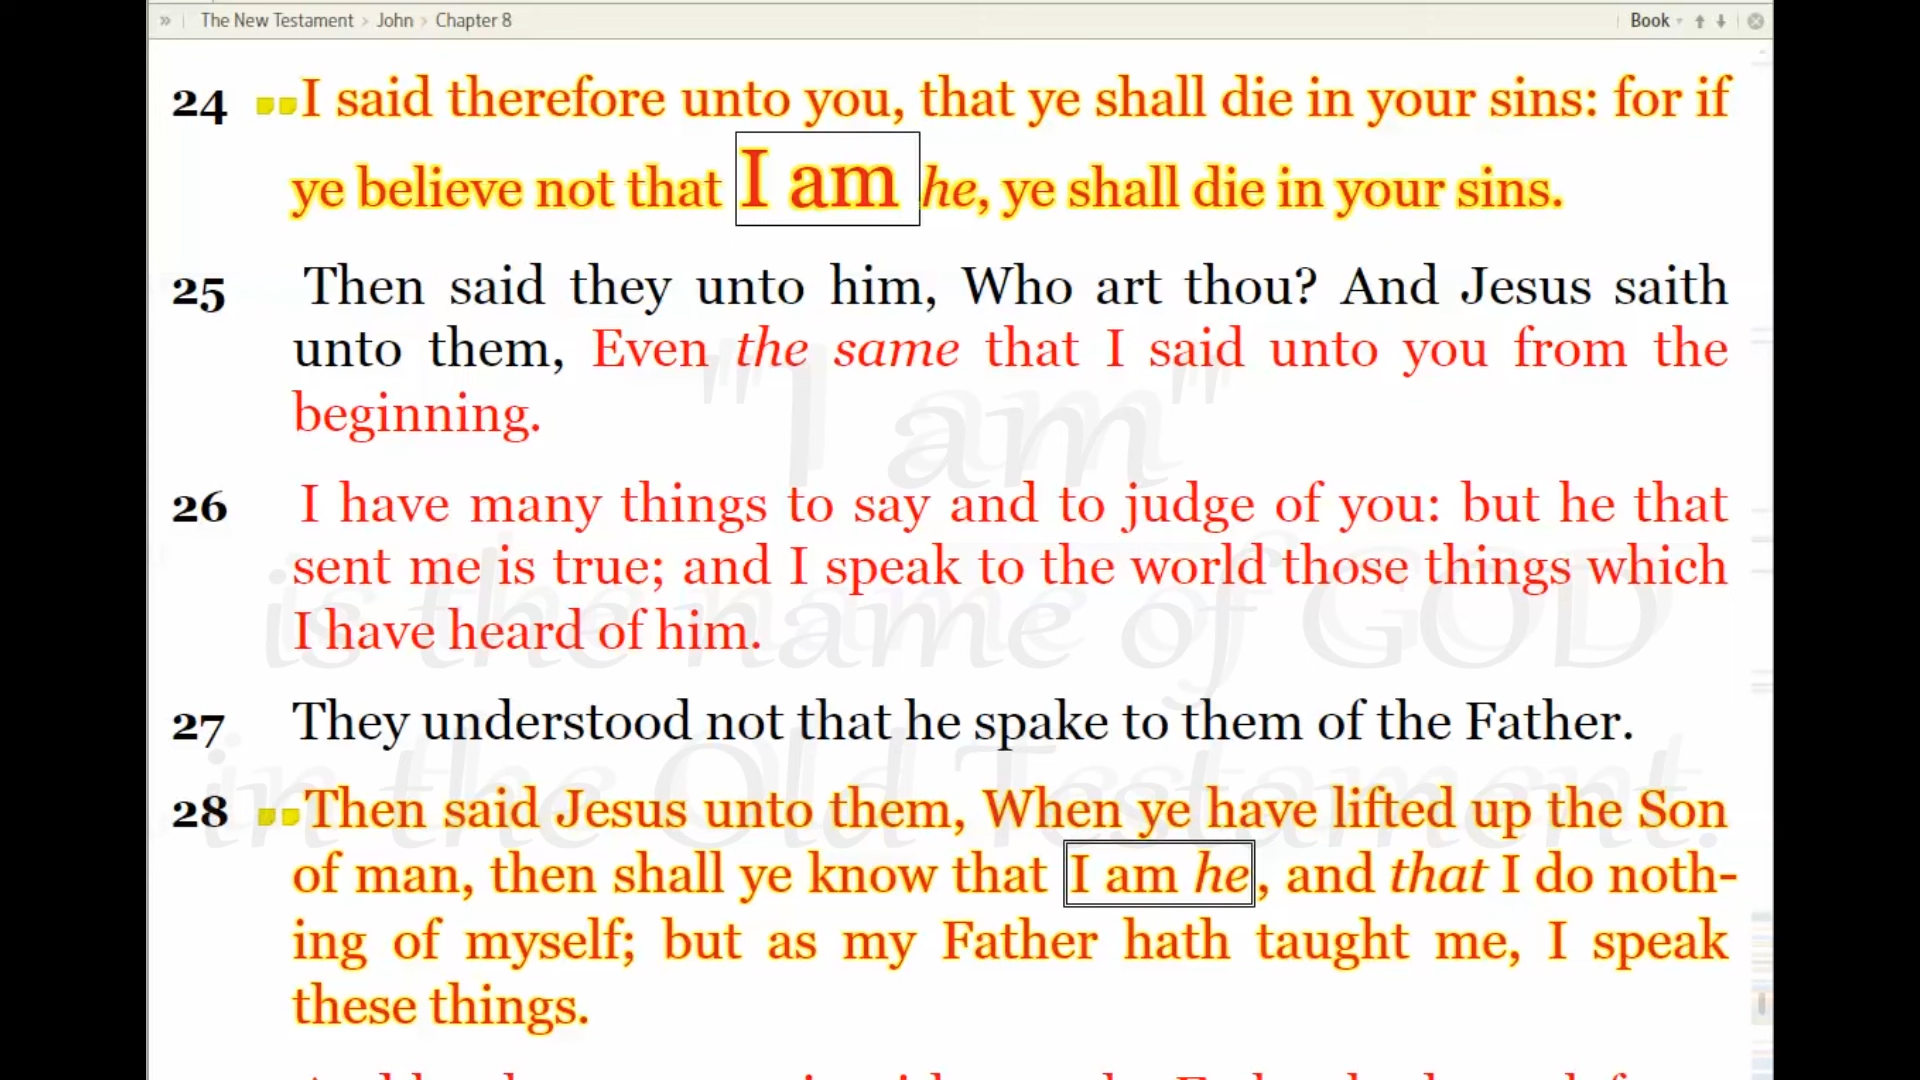 » The New Testament > John > Chapter 8 Book
24 I said therefore unto you, that ye shall die in your sins: for if
ye believe not that I am he, ye shall die in your sins.
25 Then said they unto him, Who art thou? And Jesus saith
unto them, Even the same that I said unto you from the
beginning.
"I am"
26 I have many things to say and to judge of you: but he that
sent me is true; and I speak to the world those things which
I have heard of him.
is the name of GOD
27 They understood not that he spake to them of the Father.
in the Old Testament.
28 Then said Jesus unto them, When ye have lifted up the Son
of man, then shall ye know that I am he, and that I do noth-
ing of myself; but as my Father hath taught me, I speak
these things.